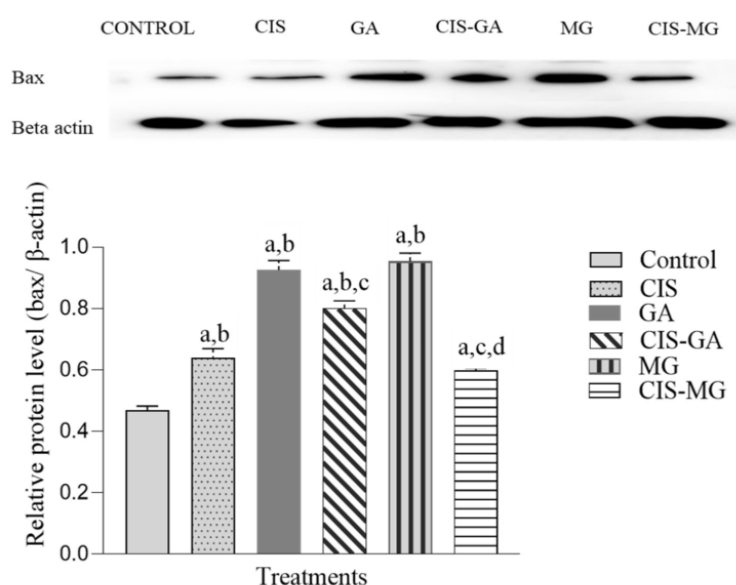 CONTROL CIS GA CIS-GA MG CIS-MG
Bax
Beta actin
Relative protein level (bax/ β-actin)
1.0
0.8
0.6
0.4
0.2
0.0
a,b
a,b
a,b,c
a,b
a,c,d
Treatments
Control
CIS
GA
CIS-GA
MG
CIS-MG